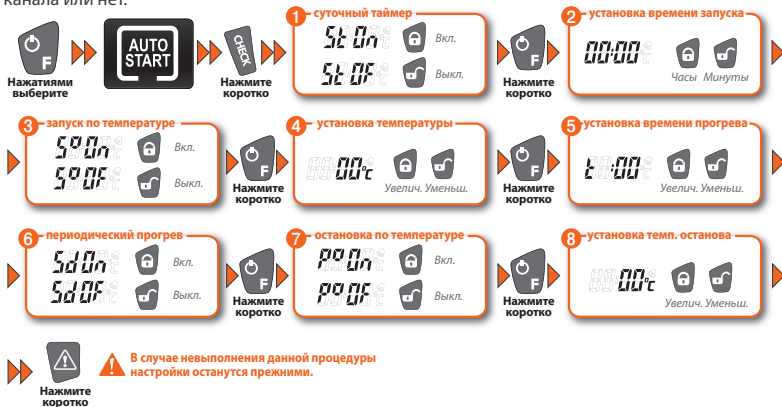 канала или нет.
F
Нажатиями
выберите
AUTO
START
CHECK
Нажмите
коротко
1 суточный таймер
St On Вкл.
St OF Выкл.
F
Нажмите
коротко
2 установка времени запуска
00:00
Часы Минуты
3 запуск по температуре
S° On Вкл.
S° OF Выкл.
F
Нажмите
коротко
4 установка температуры
00°c
Увелич. Уменьш.
F
Нажмите
коротко
5 установка времени прогрева
t :00
Увелич. Уменьш.
6 периодический прогрев
Sd On Вкл.
Sd OF Выкл.
F
Нажмите
коротко
7 остановка по температуре
PP° On Вкл.
PP° OF Выкл.
F
Нажмите
коротко
8 установка темп. останова
00°c
Увелич. Уменьш.
Нажмите
коротко
В случае невыполнения данной процедуры
настройки останутся прежними.